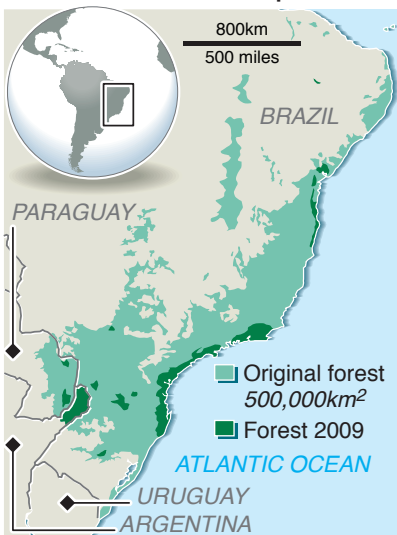 800km
500 miles
BRAZIL
PARAGUAY
Original forest
500,000km²
Forest 2009
ATLANTIC OCEAN
URUGUAY
ARGENTINA